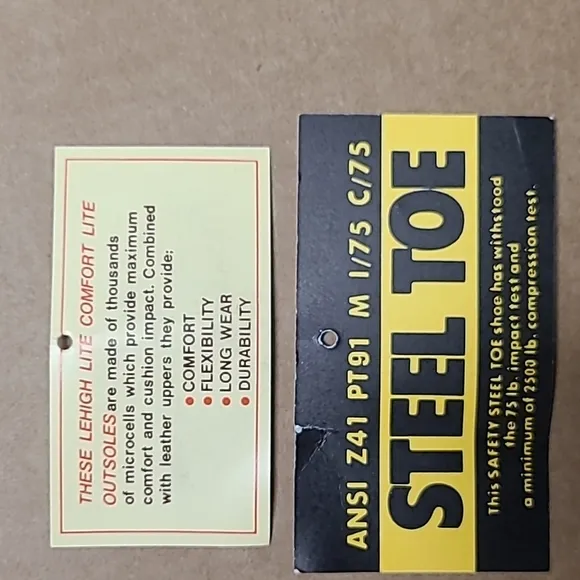 THESE LEHIGH LITE COMFORT LITE
OUTSOLES are made of thousands
of microcells which provide maximum
comfort and cushion impact. Combined
with leather uppers they provide:
• COMFORT
• FLEXIBILITY
• LONG WEAR
• DURABILITY
ANSI Z41 PT91 M I/75 C/75
STEEL TOE
This SAFETY STEEL TOE shoe has withstood
the 75 lb. impact test and
a minimum of 2500 lb. compression test.